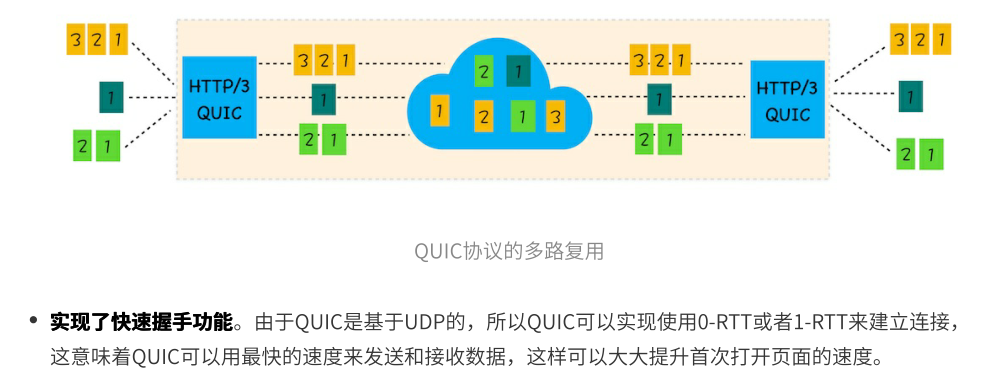 3 2 1 3 2 1 2 1 3 2 1 3 2 1
HTTP/3 HTTP/3
1 1 1 1
QUIC 1 2 1 3 QUIC
2 1 2 1 2 1 2 1
QUIC协议的多路复用
• 实现了快速握手功能。由于QUIC是基于UDP的，所以QUIC可以实现使用0-RTT或者1-RTT来建立连接，
这意味着QUIC可以用最快的速度来发送和接收数据，这样可以大大提升首次打开页面的速度。